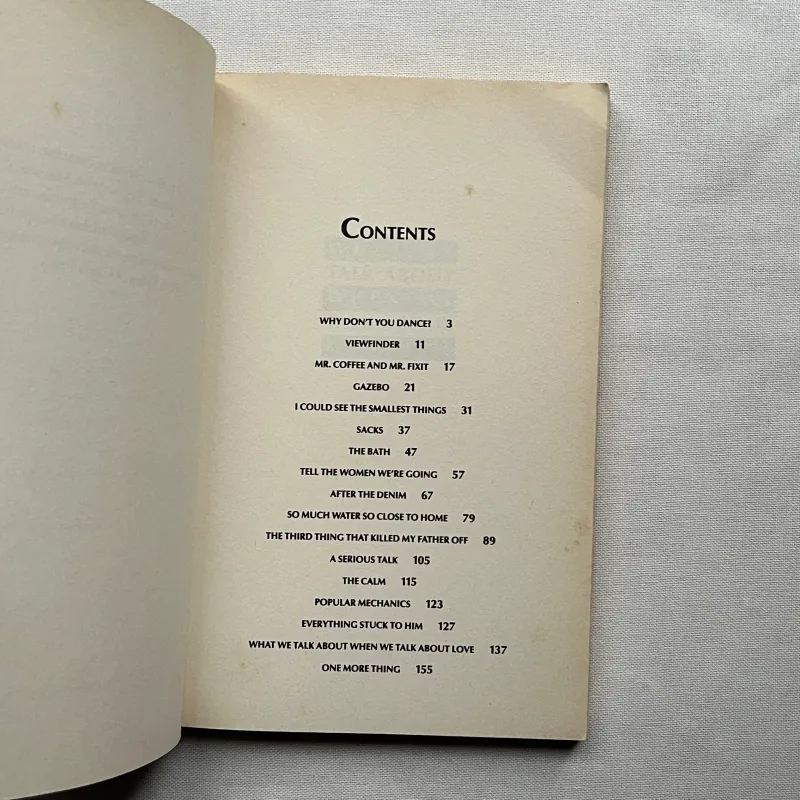 CONTENTS
WHY DON'T YOU DANCE? 3
VIEWFINDER 11
MR. COFFEE AND MR. FIXIT 17
GAZEBO 21
I COULD SEE THE SMALLEST THINGS 31
SACKS 37
THE BATH 47
TELL THE WOMEN WE'RE GOING 57
AFTER THE DENIM 67
SO MUCH WATER SO CLOSE TO HOME 79
THE THIRD THING THAT KILLED MY FATHER OFF 89
A SERIOUS TALK 105
THE CALM 115
POPULAR MECHANICS 123
EVERYTHING STUCK TO HIM 127
WHAT WE TALK ABOUT WHEN WE TALK ABOUT LOVE 137
ONE MORE THING 155